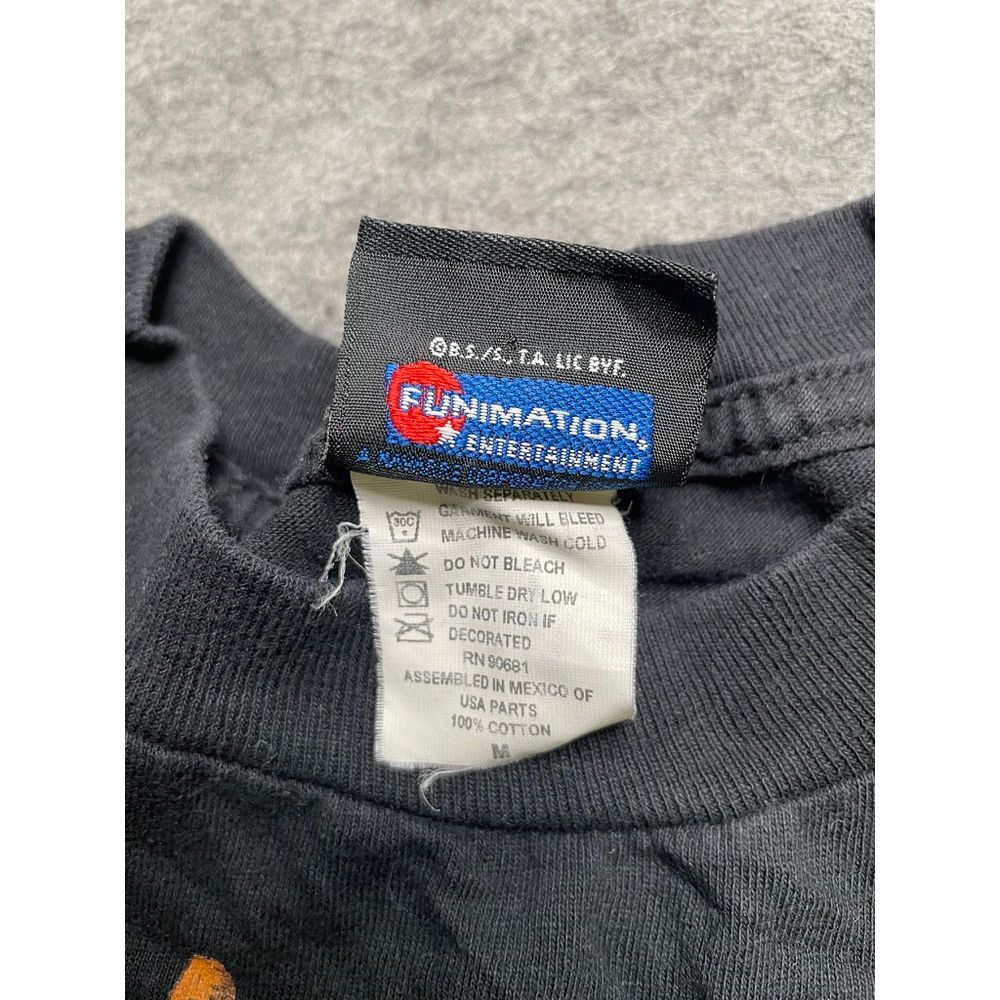 ©B.S./S., T.A. LIC BYF.
FUNIMATION
ENTERTAINMENT
WASH SEPARATELY
GARMENT WILL BLEED
MACHINE WASH COLD
30C
DO NOT BLEACH
TUMBLE DRY LOW
DO NOT IRON IF
DECORATED
RN 90681
ASSEMBLED IN MEXICO OF
USA PARTS
100% COTTON
M